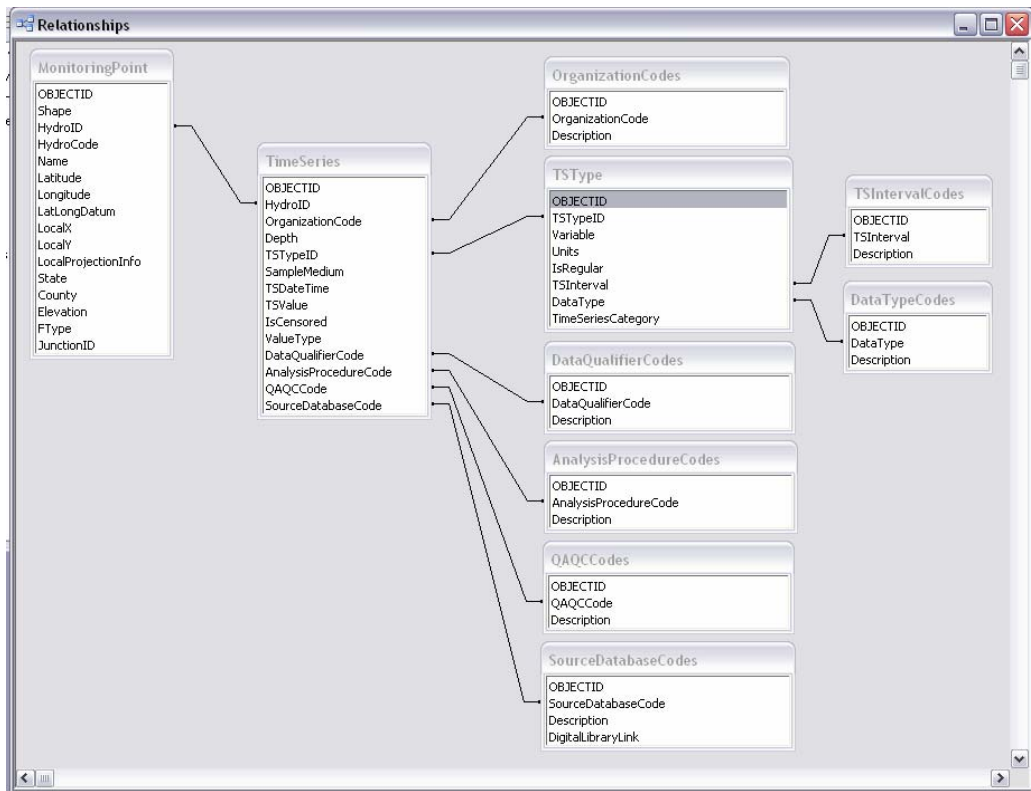 Relationships
MonitoringPoint
OBJECTID
Shape
HydroID
HydroCode
Name
Latitude
Longitude
LatLongDatum
LocalX
LocalY
LocalProjectionInfo
State
County
Elevation
FType
JunctionID
TimeSeries
OBJECTID
HydroID
OrganizationCode
Depth
TSTypeID
SampleMedium
TSDateTime
TSValue
IsCensored
ValueType
DataQualifierCode
AnalysisProcedureCode
QAQCCode
SourceDatabaseCode
OrganizationCodes
OBJECTID
OrganizationCode
Description
TSType
OBJECTID
TSTypeID
Variable
Units
IsRegular
TSInterval
DataType
TimeSeriesCategory
DataQualifierCodes
OBJECTID
DataQualifierCode
Description
AnalysisProcedureCodes
OBJECTID
AnalysisProcedureCode
Description
QAQCCodes
OBJECTID
QAQCCode
Description
SourceDatabaseCodes
OBJECTID
SourceDatabaseCode
Description
DigitalLibraryLink
TSIntervalCodes
OBJECTID
TSInterval
Description
DataTypeCodes
OBJECTID
DataType
Description